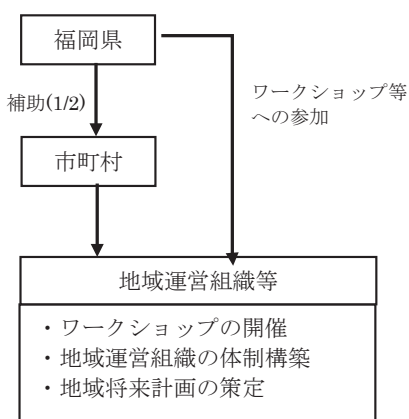 福岡県
補助(1/2)
ワークショップ等
への参加
市町村
地域運営組織等
・ワークショップの開催
・地域運営組織の体制構築
・地域将来計画の策定